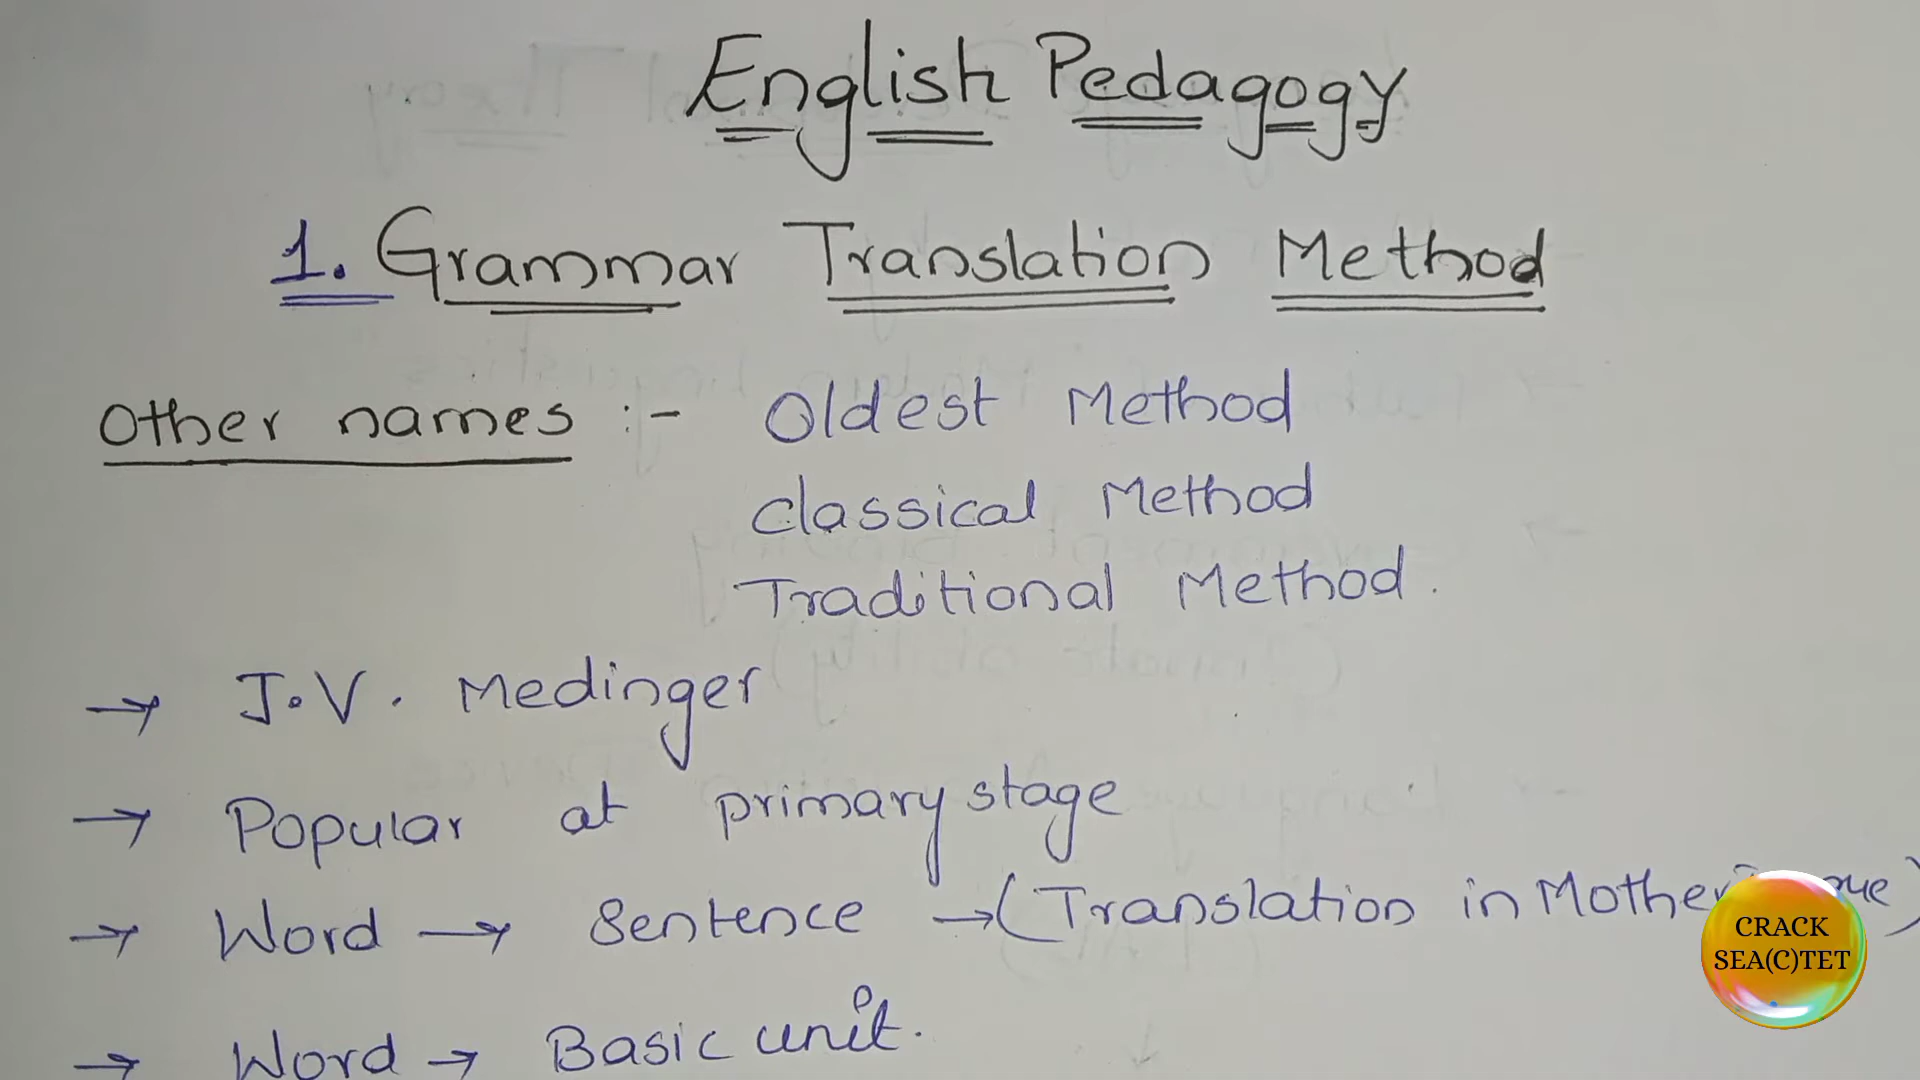 English Pedagogy
1. Grammar Translation Method
Other names :- Oldest Method
Classical Method
Traditional Method.
→ J.V. Medinger
→ Popular at primary stage
→ Word → Sentence → (Translation in Mother
→ Word → Basic unit.
CRACK
SEA(C)TET